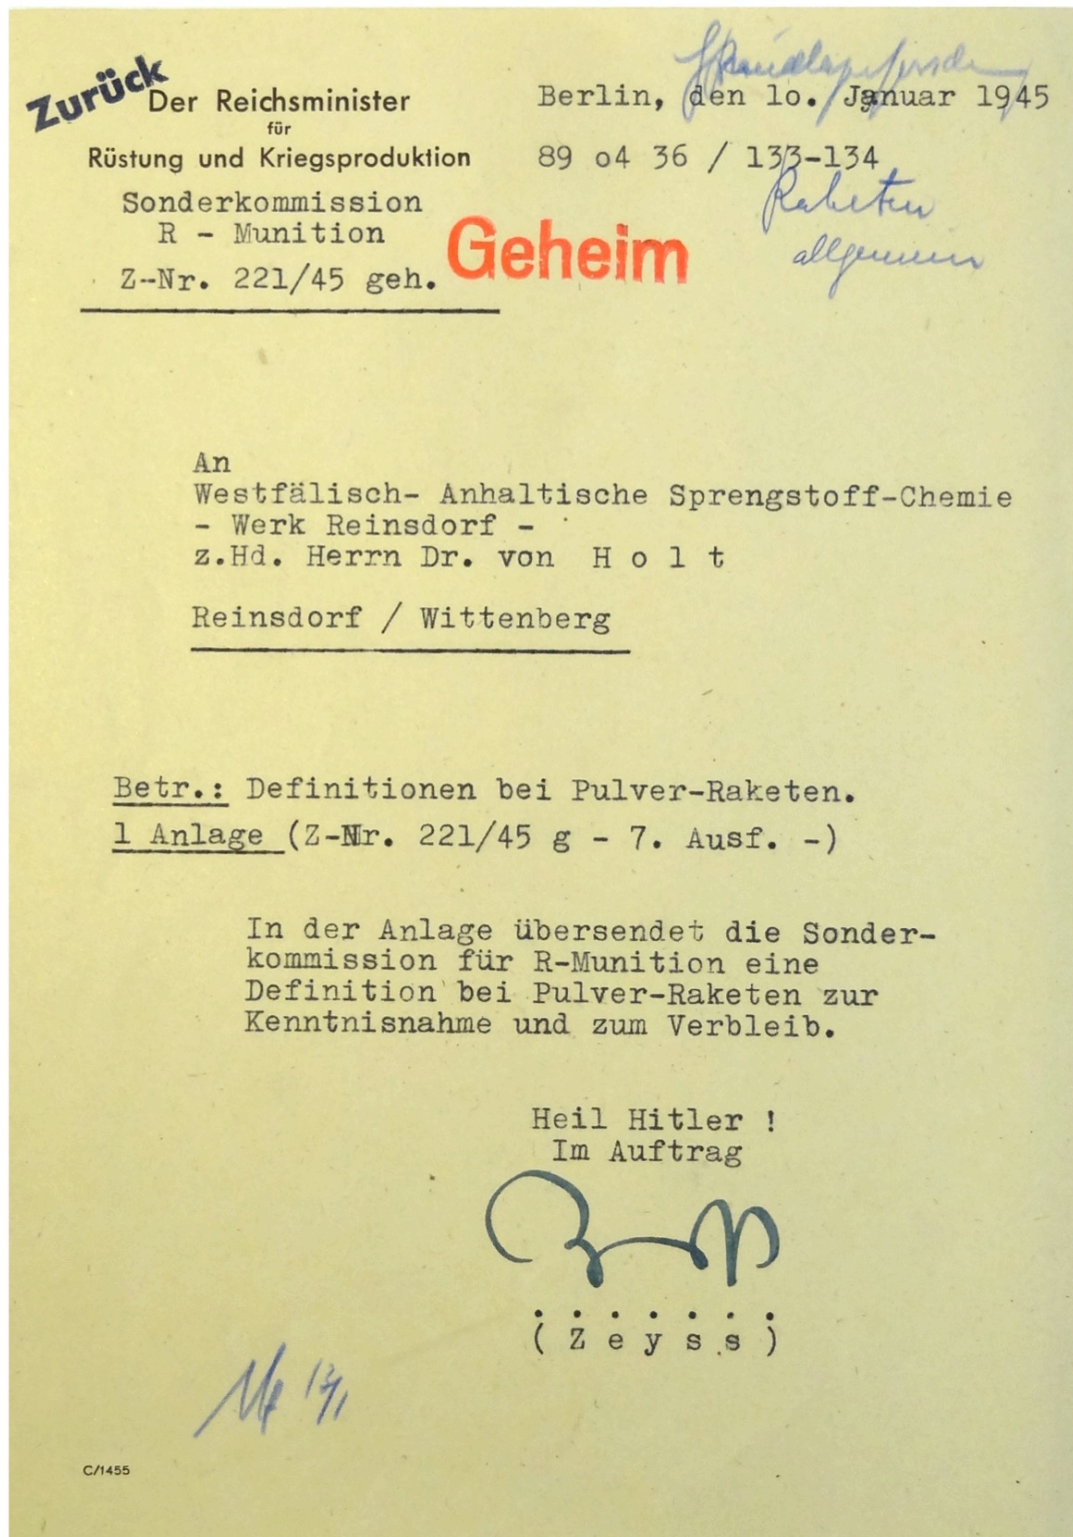 Zurück
Der Reichsminister
für
Rüstung und Kriegsproduktion
Sonderkommission
R - Munition
Z-Nr. 221/45 geh.
Berlin, den lo. Januar 1945
89 o4 36 / 133-134
Raketen
allgemein
Geheim
An
Westfälisch- Anhaltische Sprengstoff-Chemie
- Werk Reinsdorf -
z.Hd. Herrn Dr. von H o l t
Reinsdorf / Wittenberg
Betr.: Definitionen bei Pulver-Raketen.
1 Anlage (Z-Nr. 221/45 g - 7. Ausf. -)
In der Anlage übersendet die Sonder-
kommission für R-Munition eine
Definition bei Pulver-Raketen zur
Kenntnisnahme und zum Verbleib.
Heil Hitler !
Im Auftrag
. . . . . . .
( Z e y s s )
C/1455